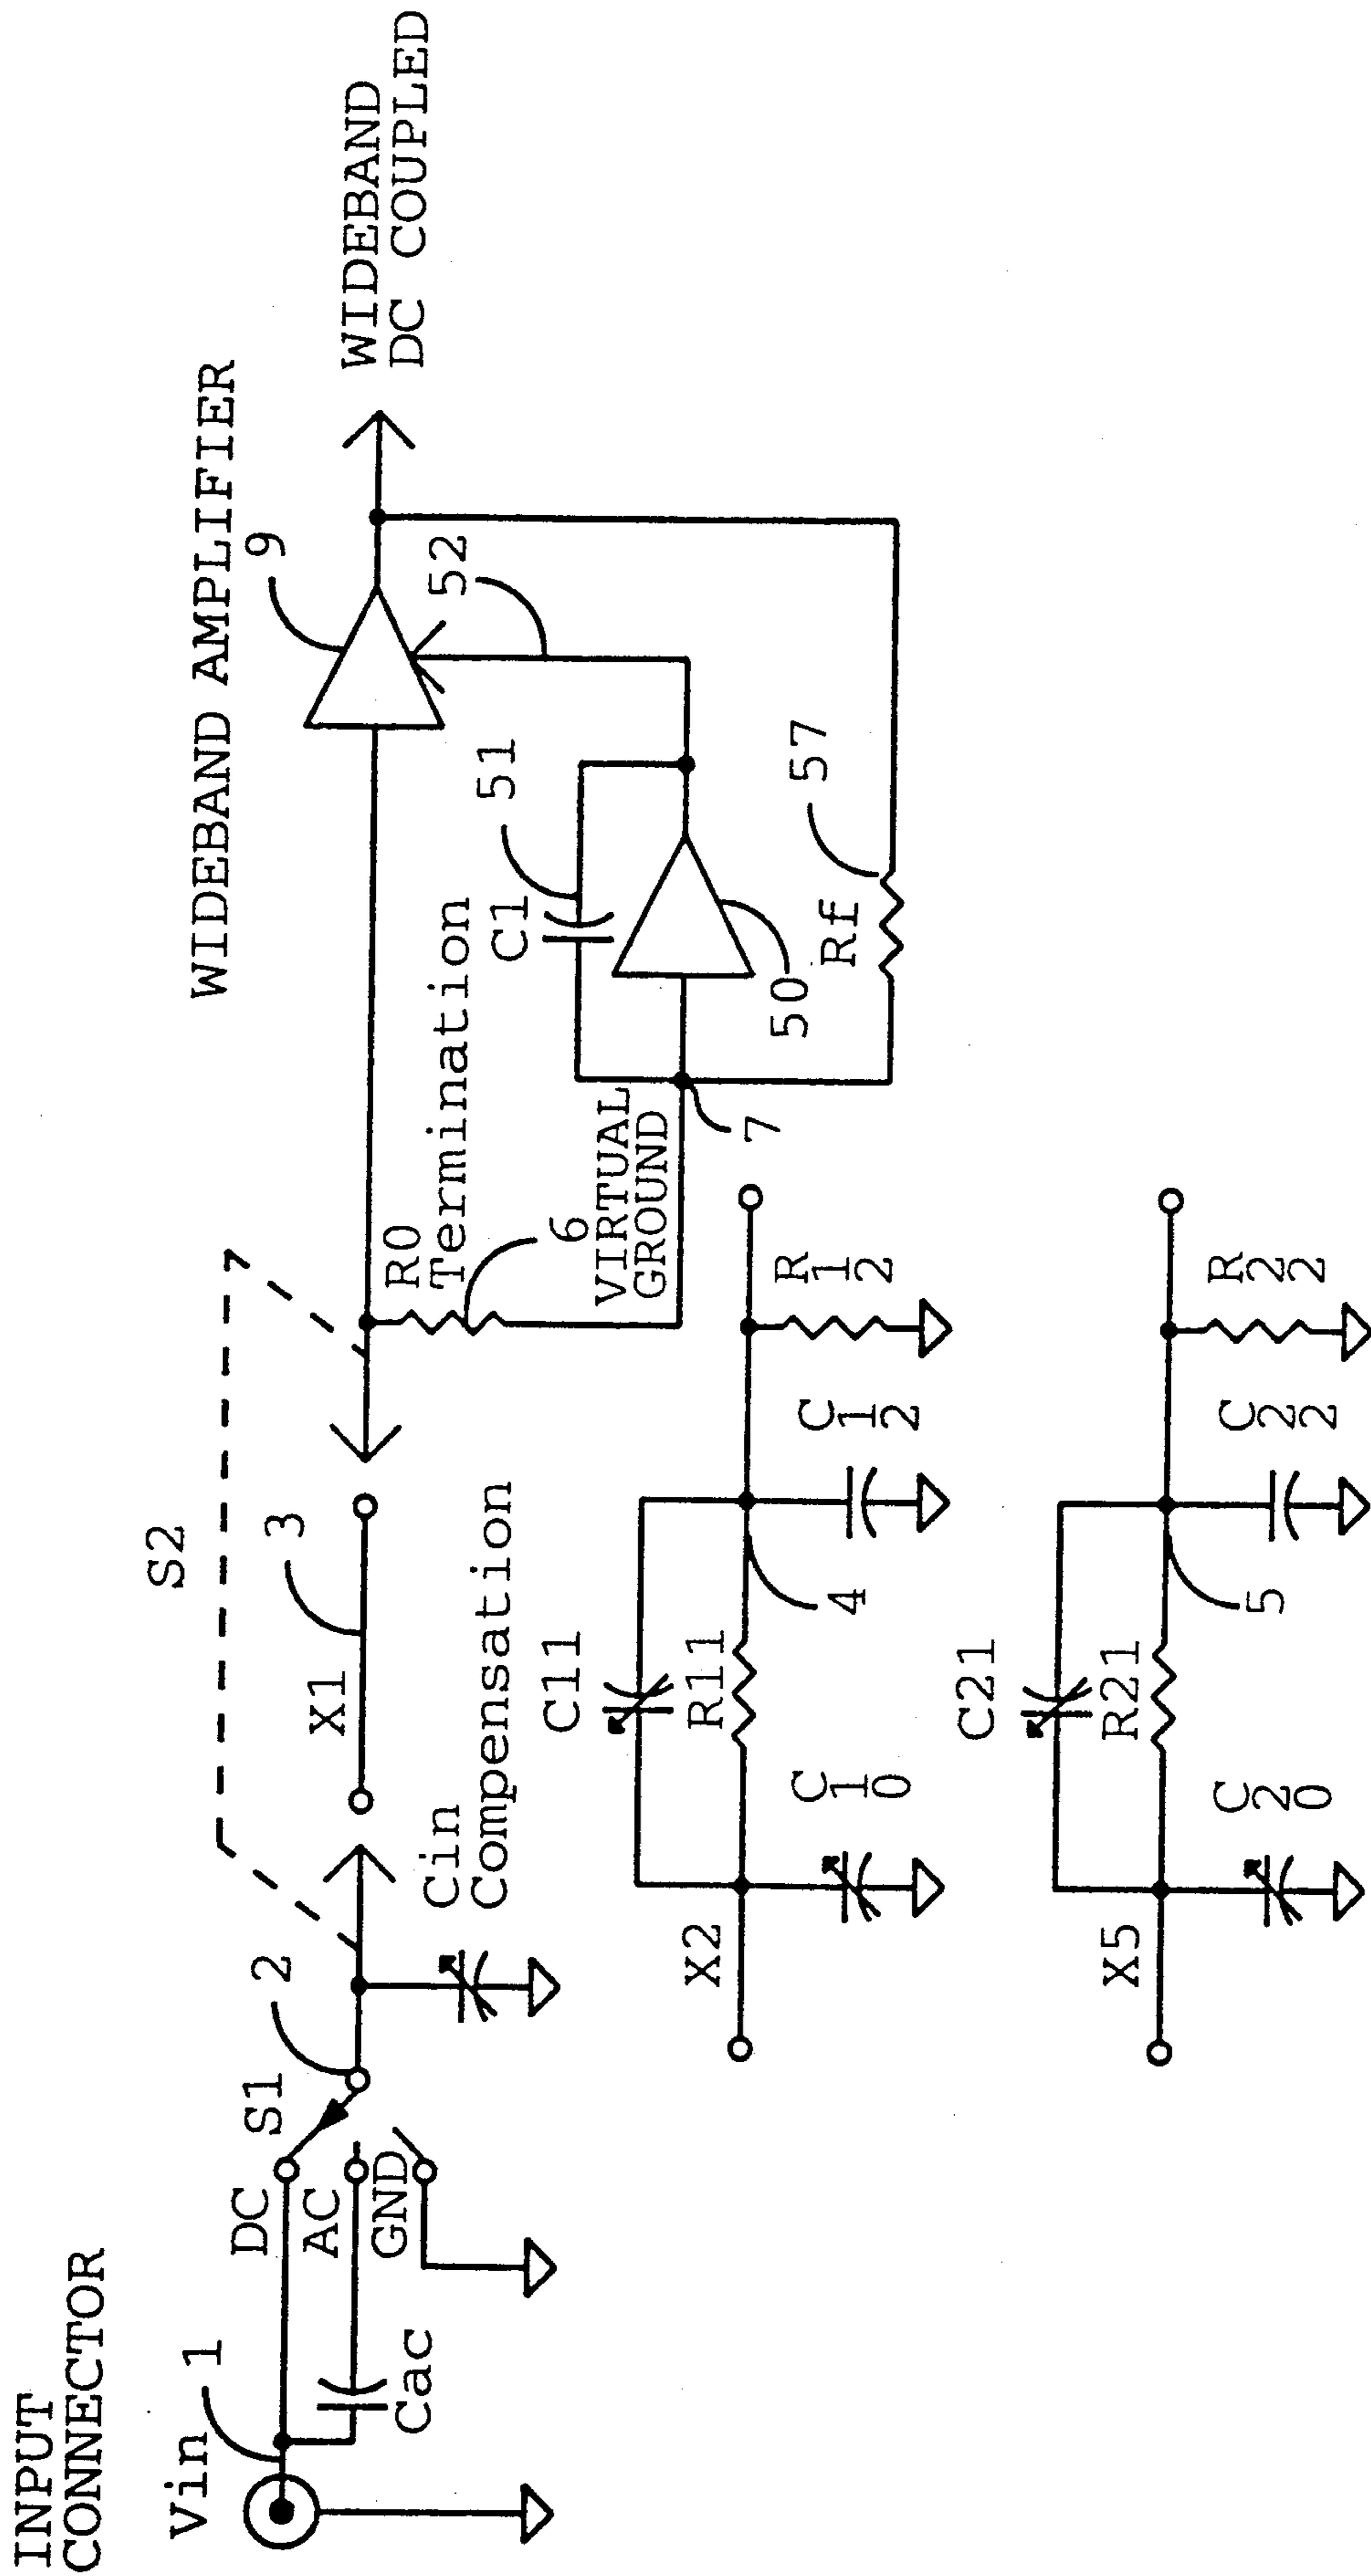 INPUT
CONNECTOR
Vin
1
DC
AC
GND
Cac
S1
2
Cin
Compensation
S2
X1
3
R0
Termination
6
VIRTUAL
GROUND
7
C1
51
50
Rf
57
52
WIDEBAND AMPLIFIER
9
WIDEBAND
DC COUPLED
X2
C10
C11
R11
4
C12
R12
X5
C20
C21
R21
5
C22
R22